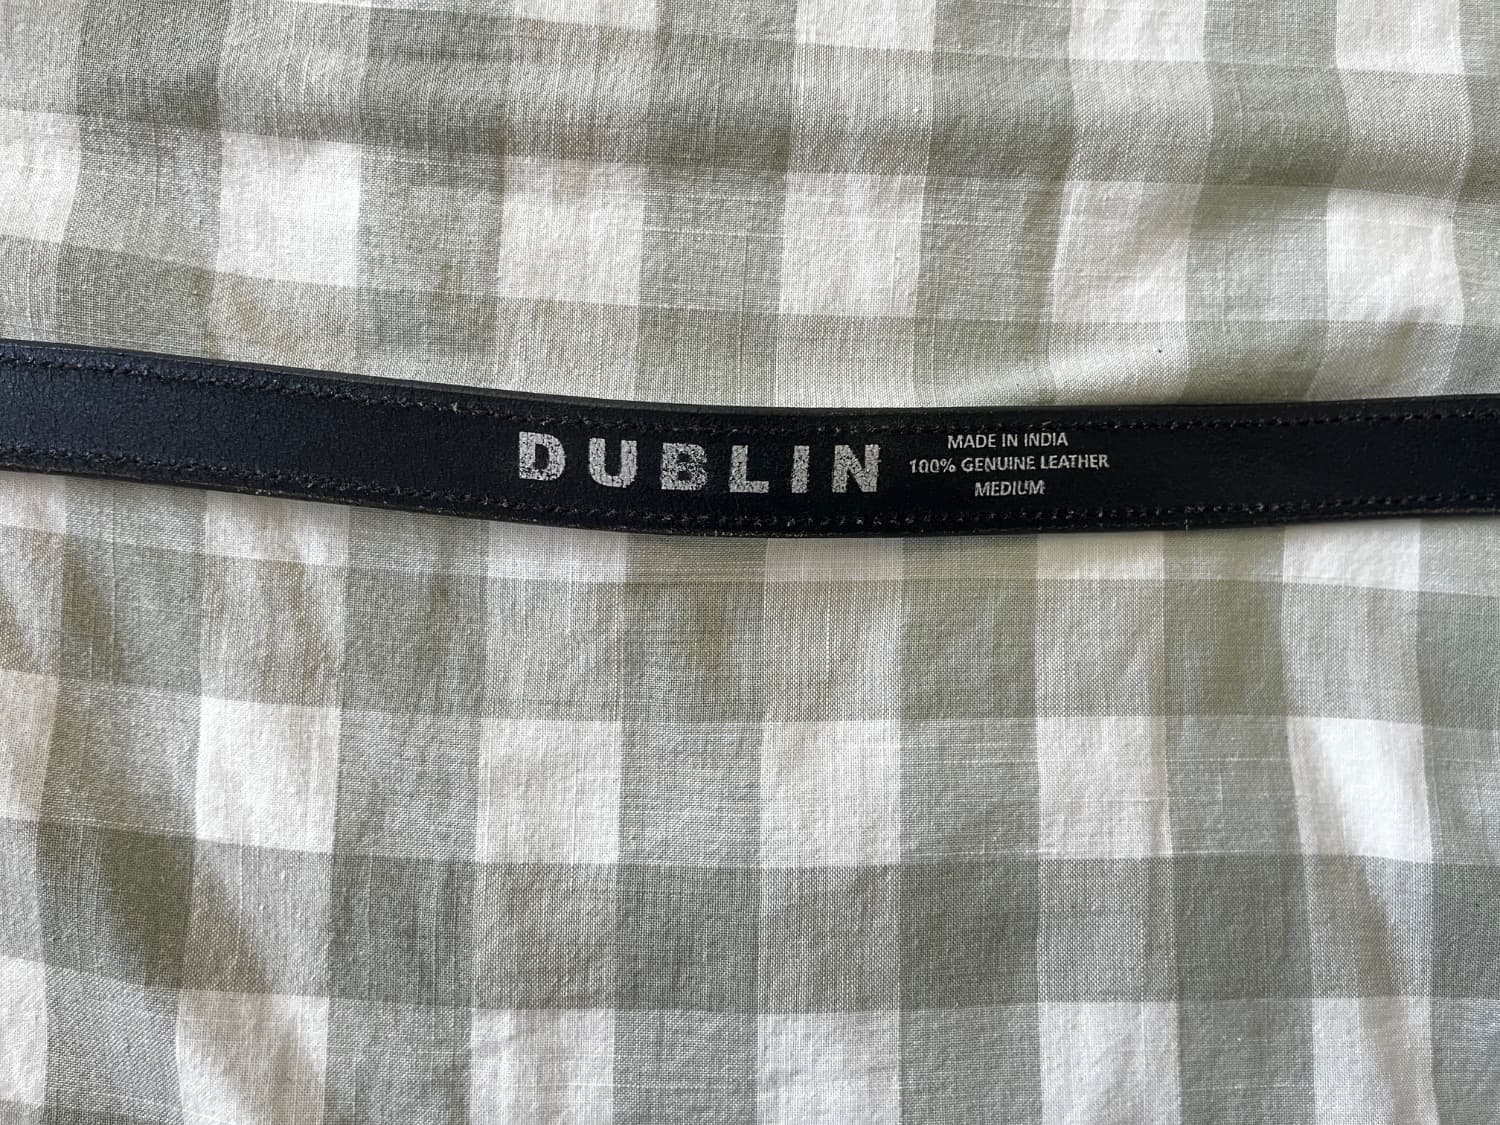 DUBLIN
MADE IN INDIA
100% GENUINE LEATHER
MEDIUM